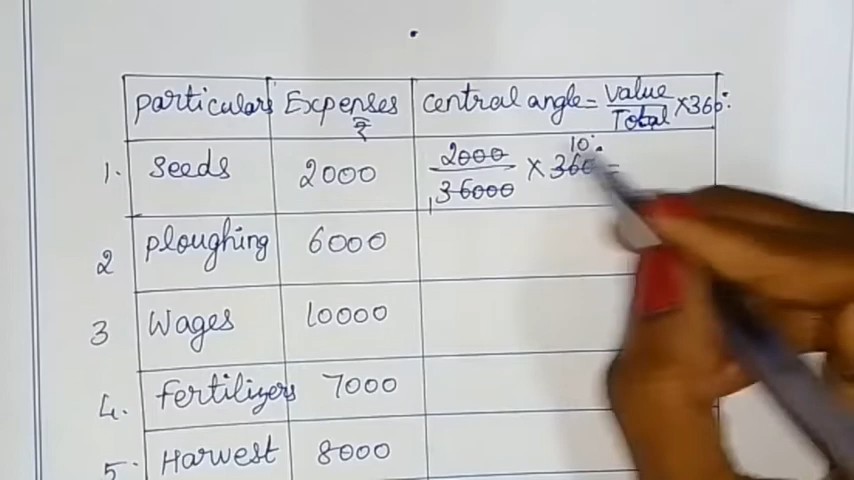 Particulars Expenses ₹ Central angle = Value/Total × 360°
1. Seeds 2000 2000/36000 × 360° = 1 10°
2 Ploughing 6000
3 Wages 10000
4. Fertilizers 7000
5. Harvest 8000